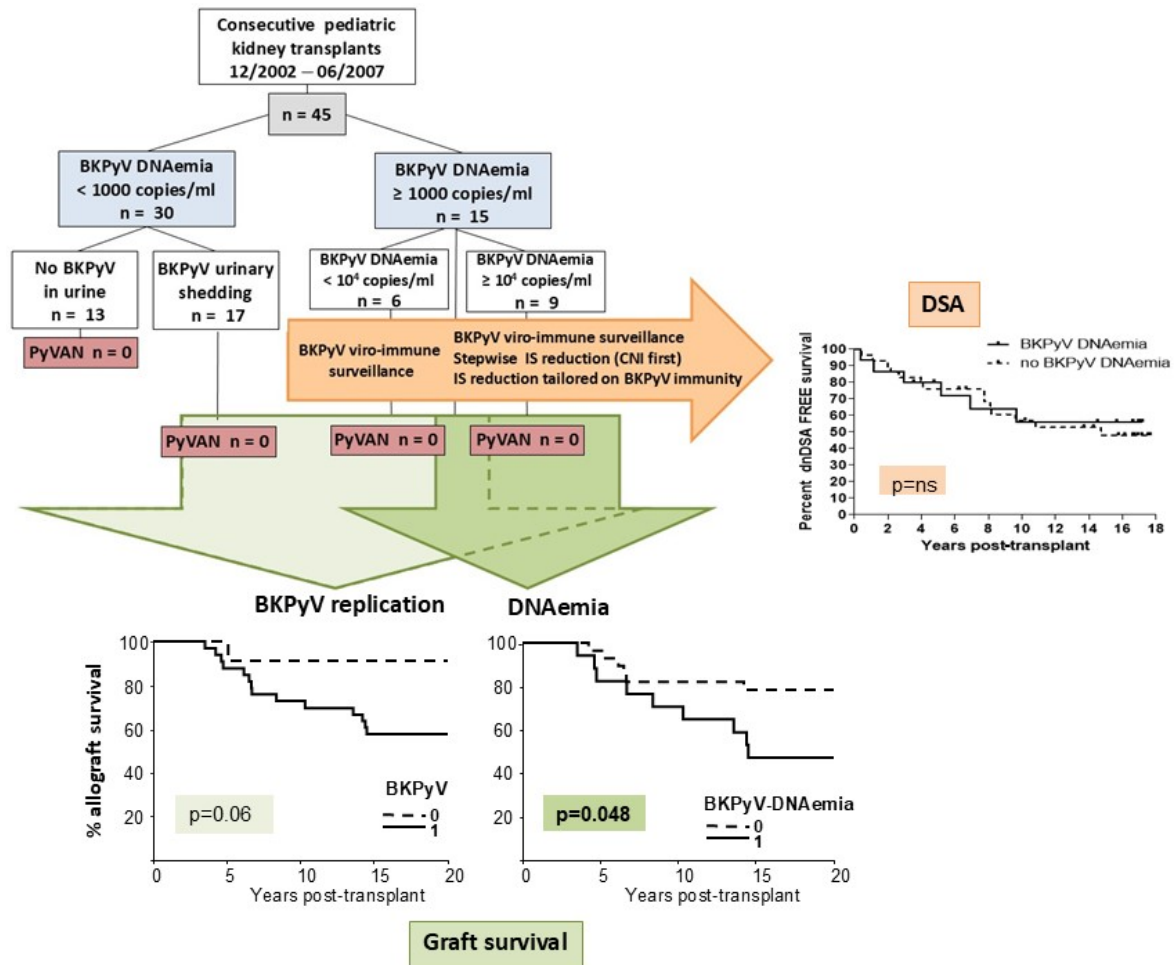 Consecutive pediatric
kidney transplants
12/2002 – 06/2007
n = 45
BKPyV DNAemia
< 1000 copies/ml
n = 30
BKPyV DNAemia
≥ 1000 copies/ml
n = 15
No BKPyV
in urine
n = 13
BKPyV urinary
shedding
n = 17
BKPyV DNAemia
< 10⁴ copies/ml
n = 6
BKPyV DNAemia
≥ 10⁴ copies/ml
n = 9
PyVAN n = 0
BKPyV viro-immune
surveillance
BKPyV viro-immune surveillance
Stepwise IS reduction (CNI first)
IS reduction tailored on BKPyV immunity
PyVAN n = 0
PyVAN n = 0
PyVAN n = 0
DSA
BKPyV DNAemia
no BKPyV DNAemia
Percent dnDSA FREE survival
100
90
80
70
60
50
40
30
20
10
0
p=ns
0 2 4 6 8 10 12 14 16 18
Years post-transplant
BKPyV replication
% allograft survival
100
80
60
40
20
p=0.06
BKPyV
0
1
0 5 10 15 20
Years post-transplant
DNAemia
100
80
60
40
20
p=0.048
BKPyV-DNAemia
0
1
0 5 10 15 20
Years post-transplant
Graft survival